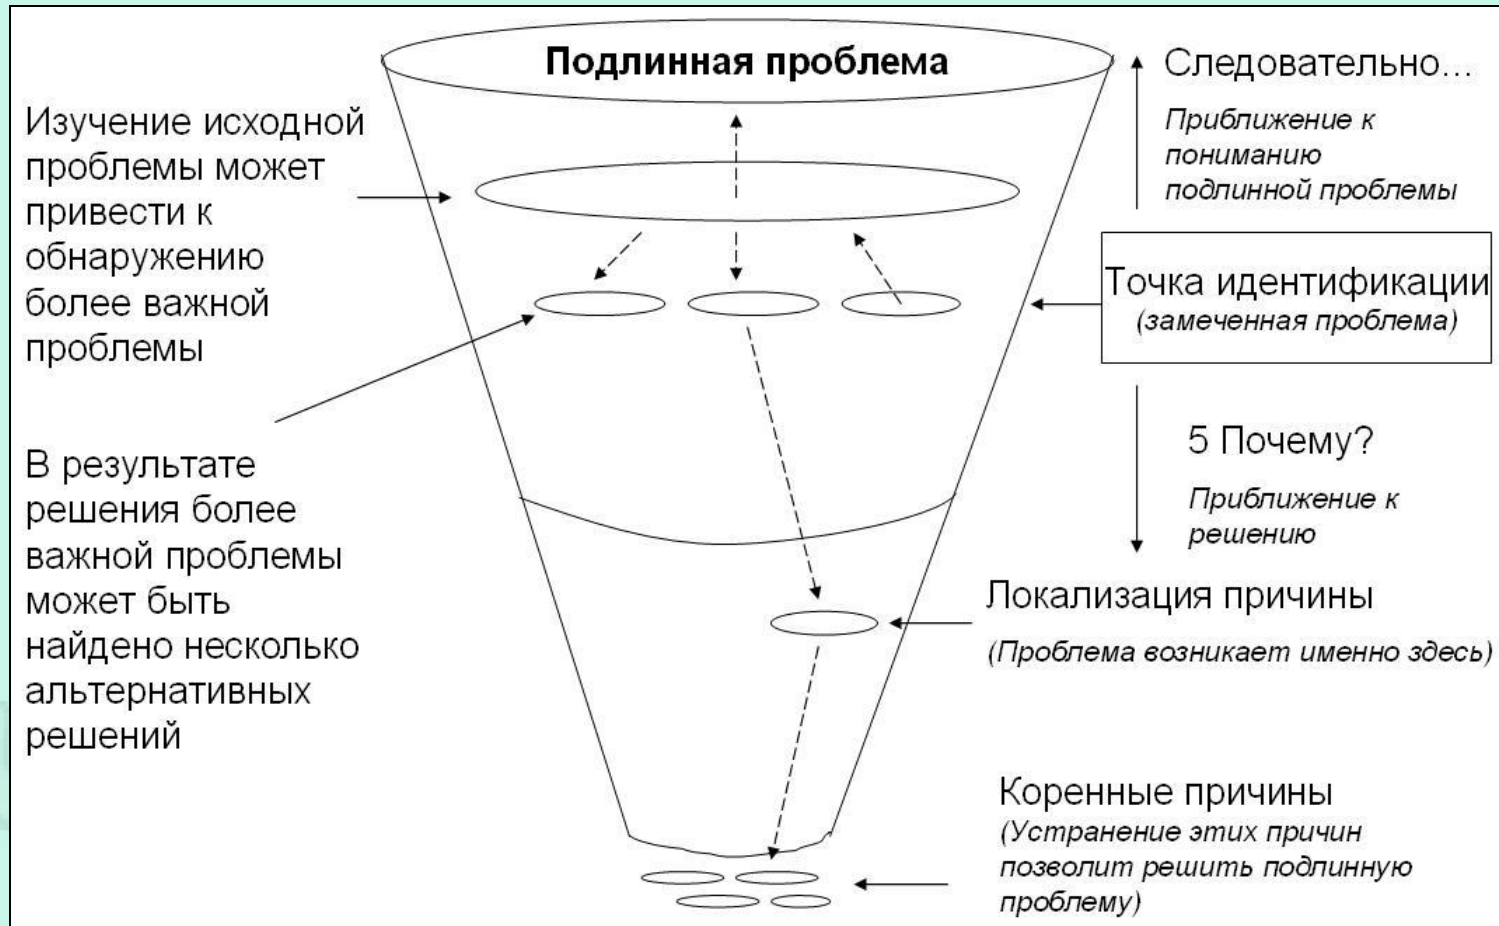 Подлинная проблема
Изучение исходной
проблемы может
привести к
обнаружению
более важной
проблемы
В результате
решения более
важной проблемы
может быть
найдено несколько
альтернативных
решений
Следовательно...
Приближение к
пониманию
подлинной проблемы
Точка идентификации
(замеченная проблема)
5 Почему?
Приближение к
решению
Локализация причины
(Проблема возникает именно здесь)
Коренные причины
(Устранение этих причин
позволит решить подлинную
проблему)